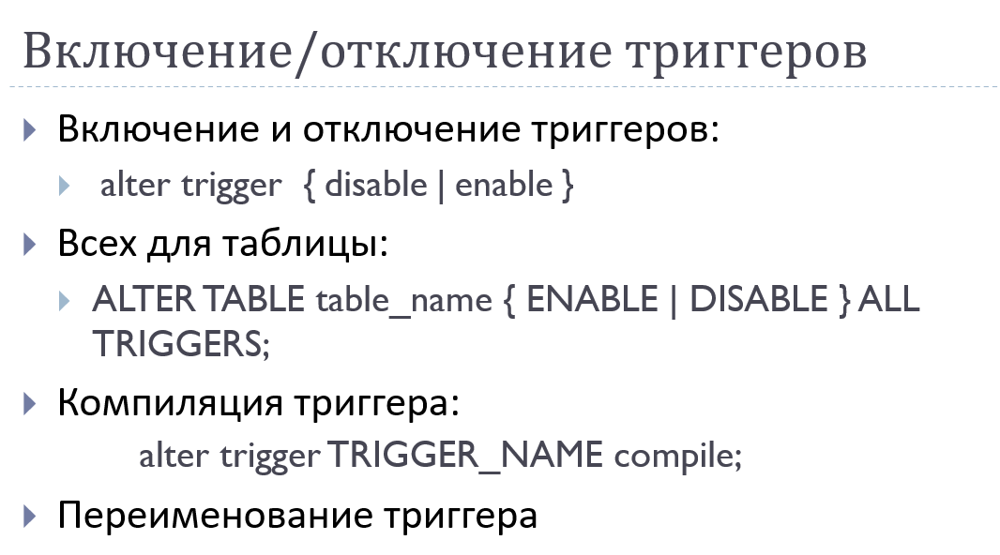 Включение/отключение триггеров
Включение и отключение триггеров:
alter trigger { disable | enable }
Всех для таблицы:
ALTER TABLE table_name { ENABLE | DISABLE } ALL
TRIGGERS;
Компиляция триггера:
alter trigger TRIGGER_NAME compile;
Переименование триггера